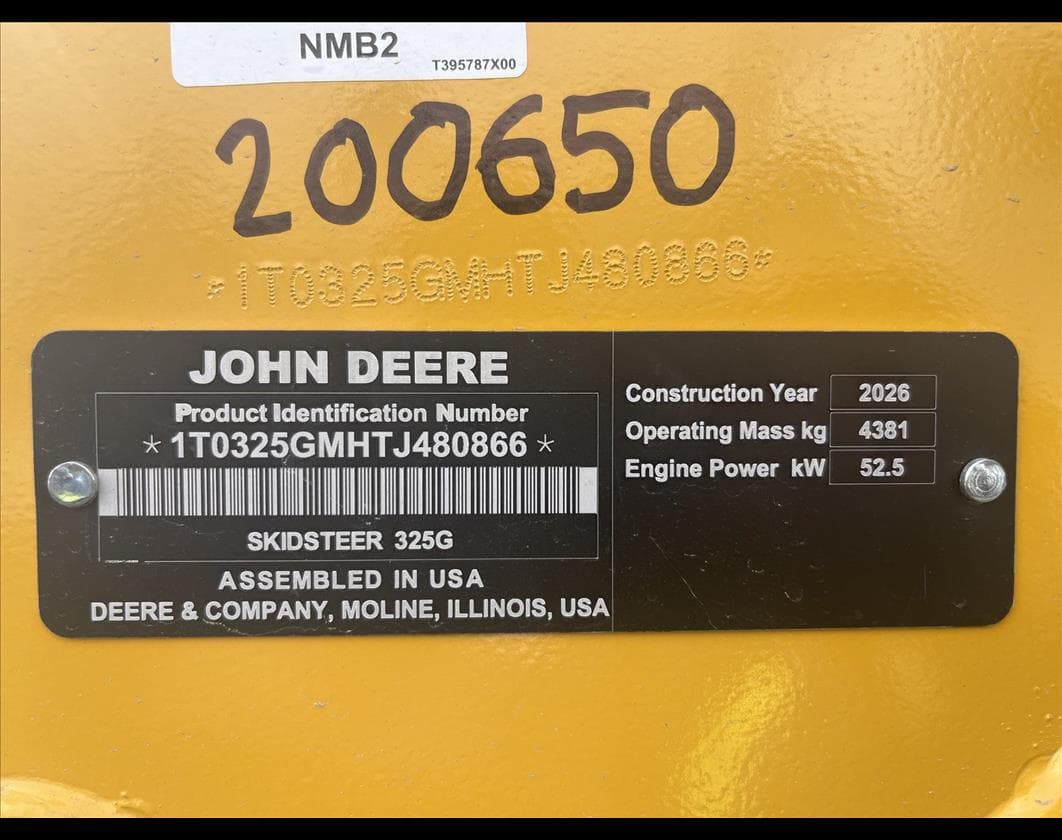 NMB2
T395787X00
200650
*1T0325GMHTJ480866*
JOHN DEERE
Product Identification Number
*1T0325GMHTJ480866*
SKIDSTEER 325G
ASSEMBLED IN USA
DEERE & COMPANY, MOLINE, ILLINOIS, USA
Construction Year 2026
Operating Mass kg 4381
Engine Power kW 52.5